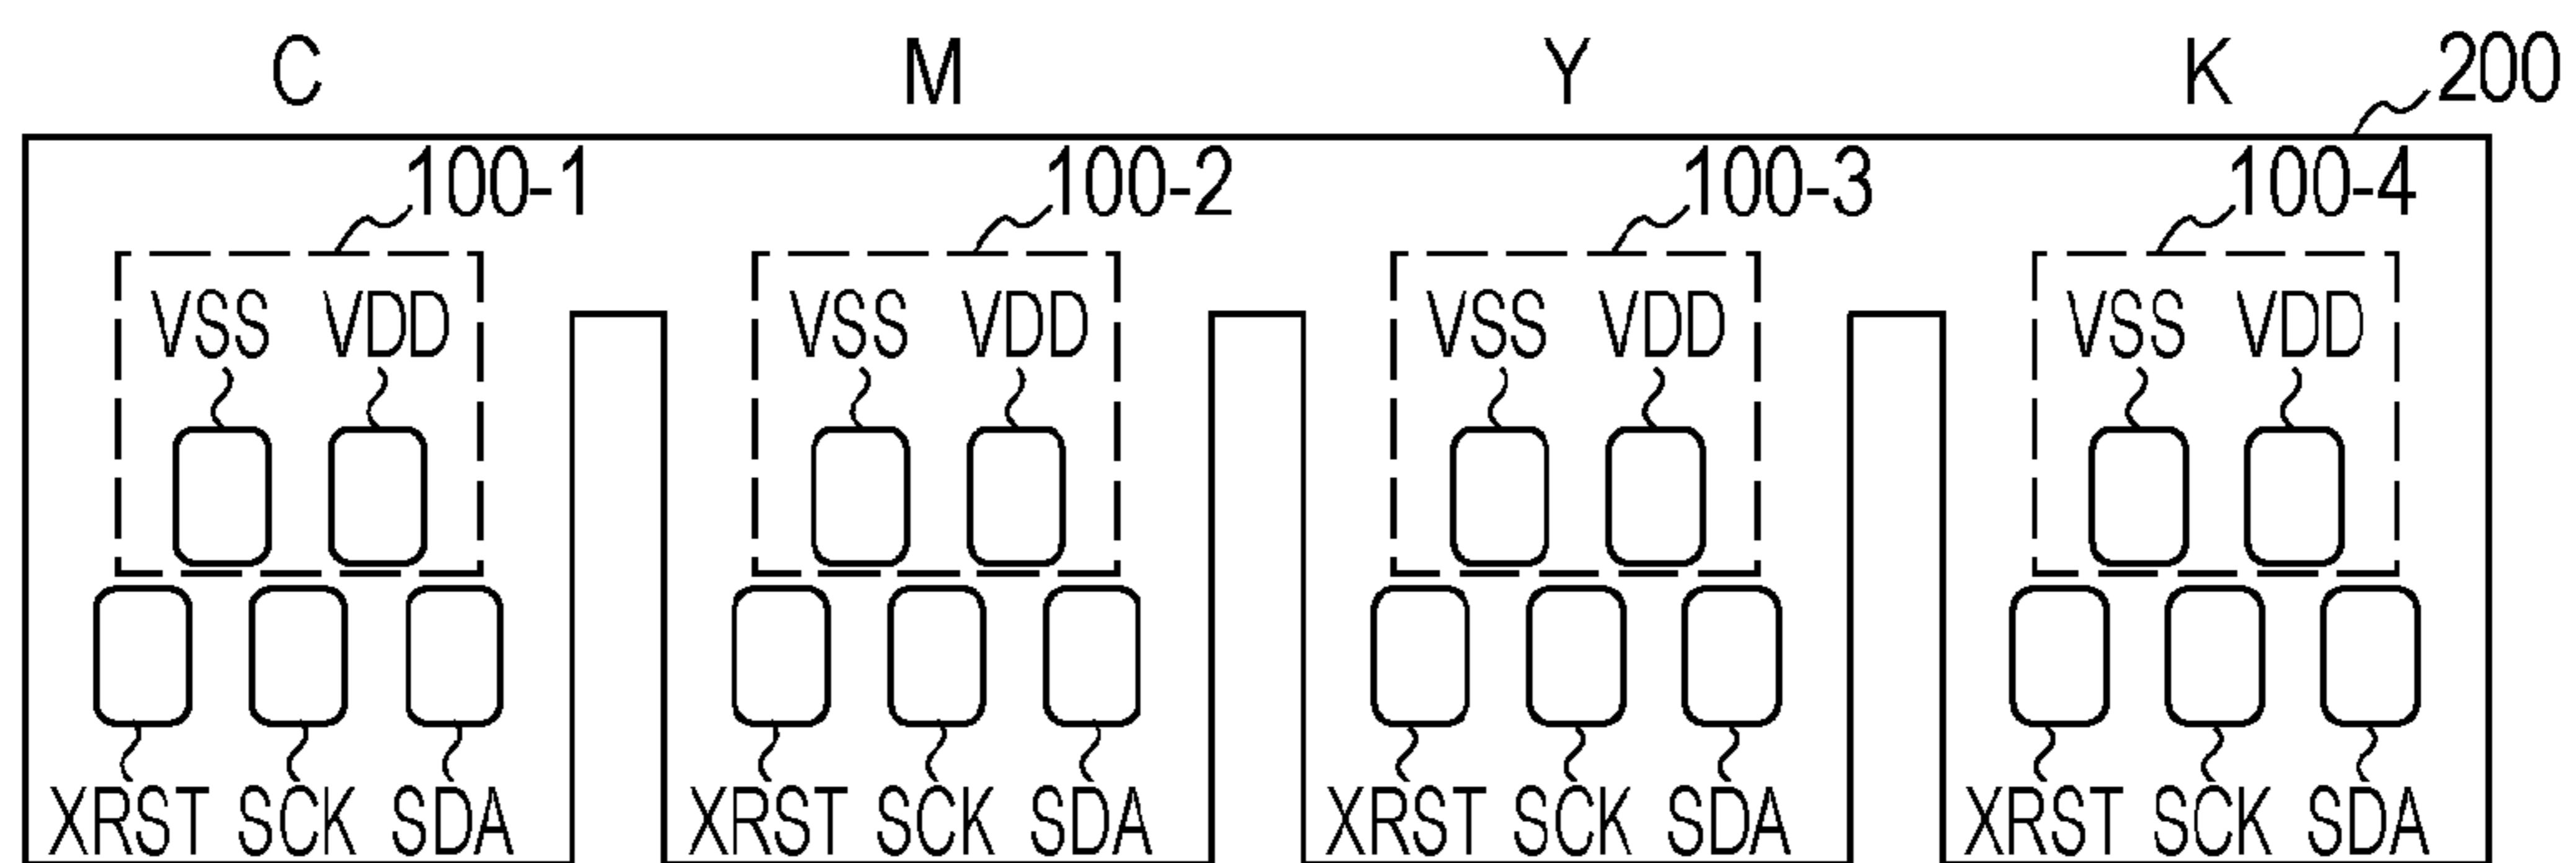 C M Y K 200
100-1 100-2 100-3 100-4
VSS VDD VSS VDD VSS VDD VSS VDD
XRST SCK SDA XRST SCK SDA XRST SCK SDA XRST SCK SDA